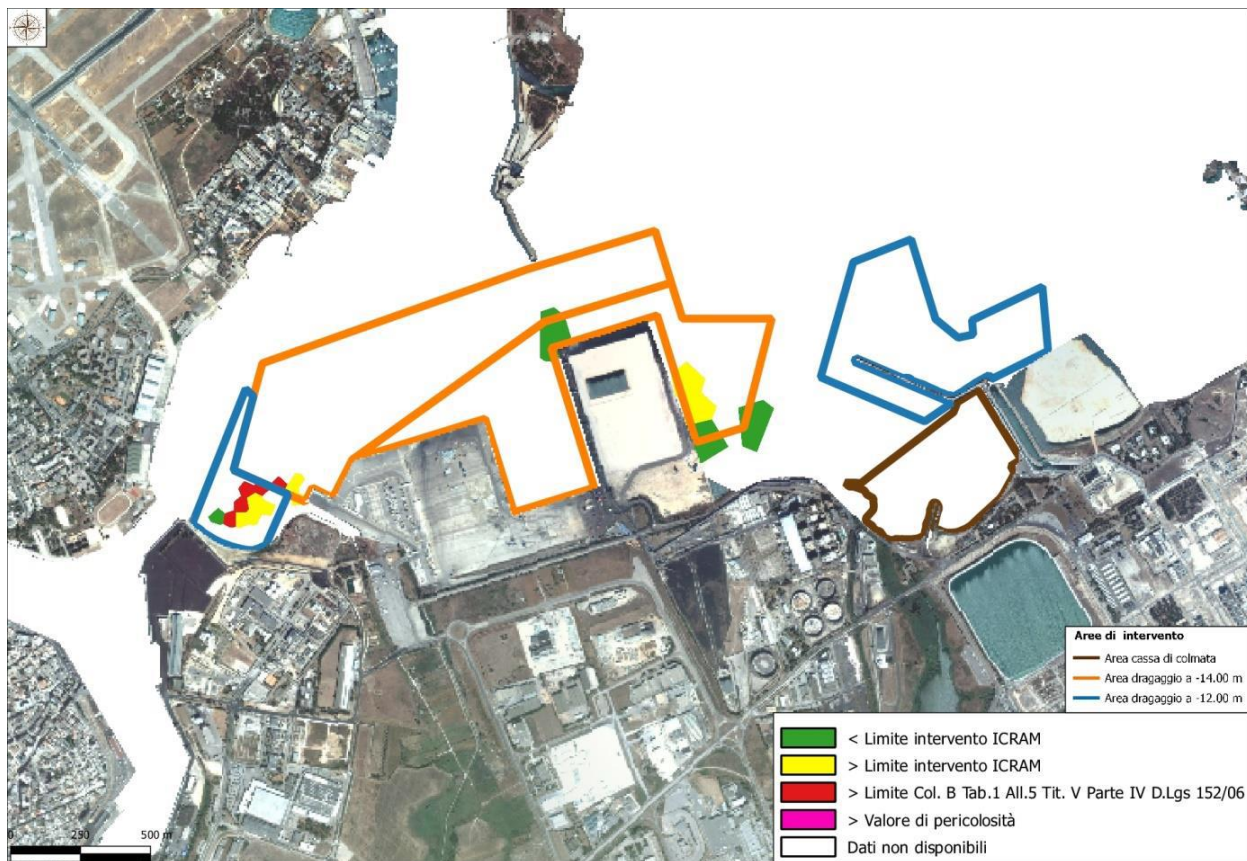 Aree di intervento
Area cassa di colmata
Area dragaggio a -14.00 m
Area dragaggio a -12.00 m
< Limite intervento ICRAM
> Limite intervento ICRAM
> Limite Col. B Tab.1 All.5 Tit. V Parte IV D.Lgs 152/06
> Valore di pericolosità
Dati non disponibili
0 250 500 m